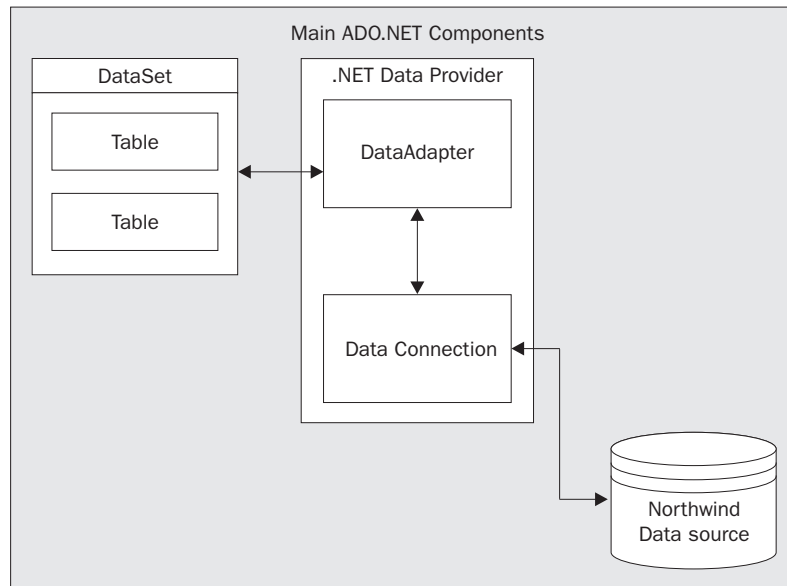 Main ADO.NET Components
DataSet
Table
Table
.NET Data Provider
DataAdapter
Data Connection
Northwind
Data source